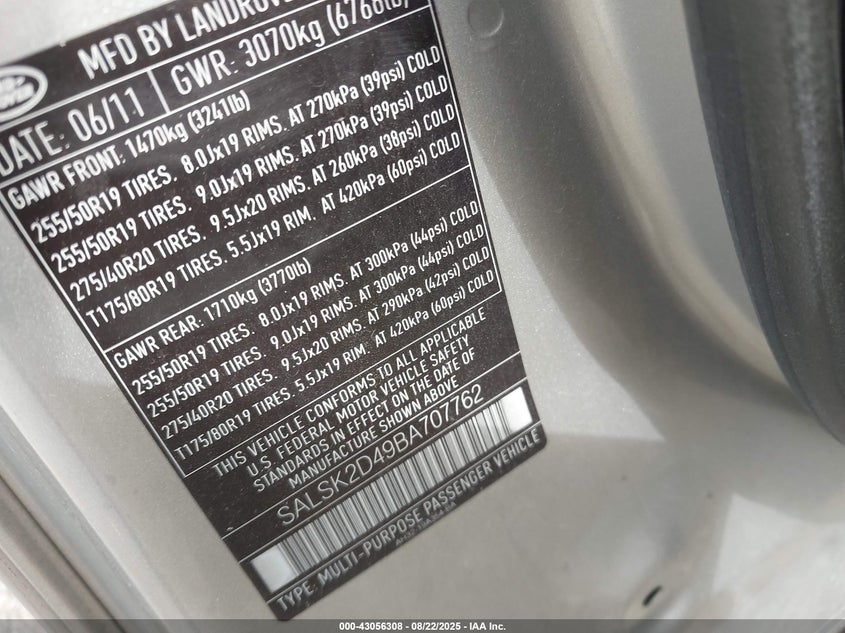 ROVER
MFD BY LANDROVER
DATE: 06/11 GWR: 3070kg (6768lb)
GAWR FRONT: 1470kg (3241lb)
255/50R19 TIRES. 8.0Jx19 RIMS. AT 270kPa (39psi) COLD
255/50R19 TIRES. 9.0Jx19 RIMS. AT 270kPa (39psi) COLD
275/40R20 TIRES. 9.5Jx20 RIMS. AT 260kPa (38psi) COLD
T175/80R19 TIRES. 5.5Jx19 RIM. AT 420kPa (60psi) COLD
GAWR REAR: 1710kg (3770lb)
255/50R19 TIRES. 8.0Jx19 RIMS. AT 300kPa (44psi) COLD
255/50R19 TIRES. 9.0Jx19 RIMS. AT 300kPa (44psi) COLD
275/40R20 TIRES. 9.5Jx20 RIMS. AT 290kPa (42psi) COLD
T175/80R19 TIRES. 5.5Jx19 RIM. AT 420kPa (60psi) COLD
THIS VEHICLE CONFORMS TO ALL APPLICABLE
U.S. FEDERAL MOTOR VEHICLE SAFETY
STANDARDS IN EFFECT ON THE DATE OF
MANUFACTURE SHOWN ABOVE
SALSK2D49BA707762
TYPE: MULTI-PURPOSE PASSENGER VEHICLE
000-43056308 - 08/22/2025 - IAA Inc.